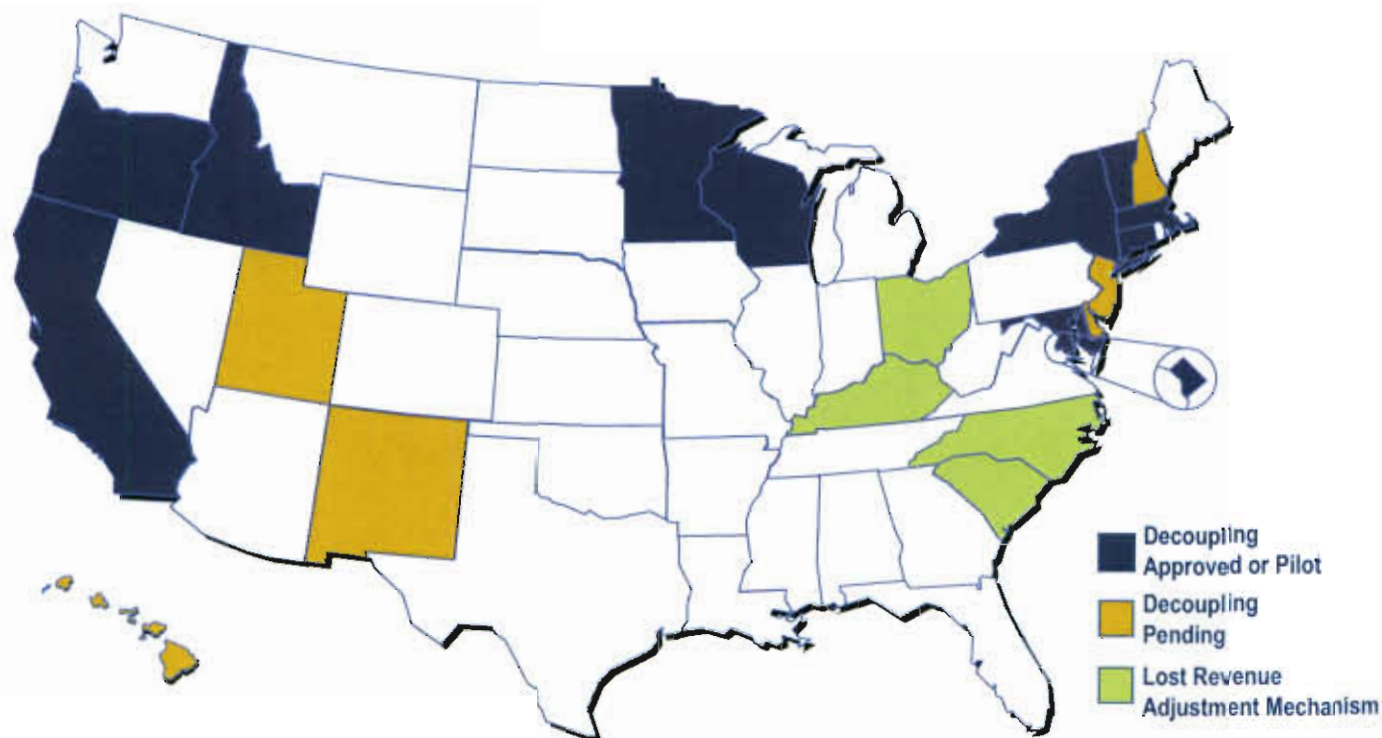 Decoupling
Approved or Pilot
Decoupling
Pending
Lost Revenue
Adjustment Mechanism